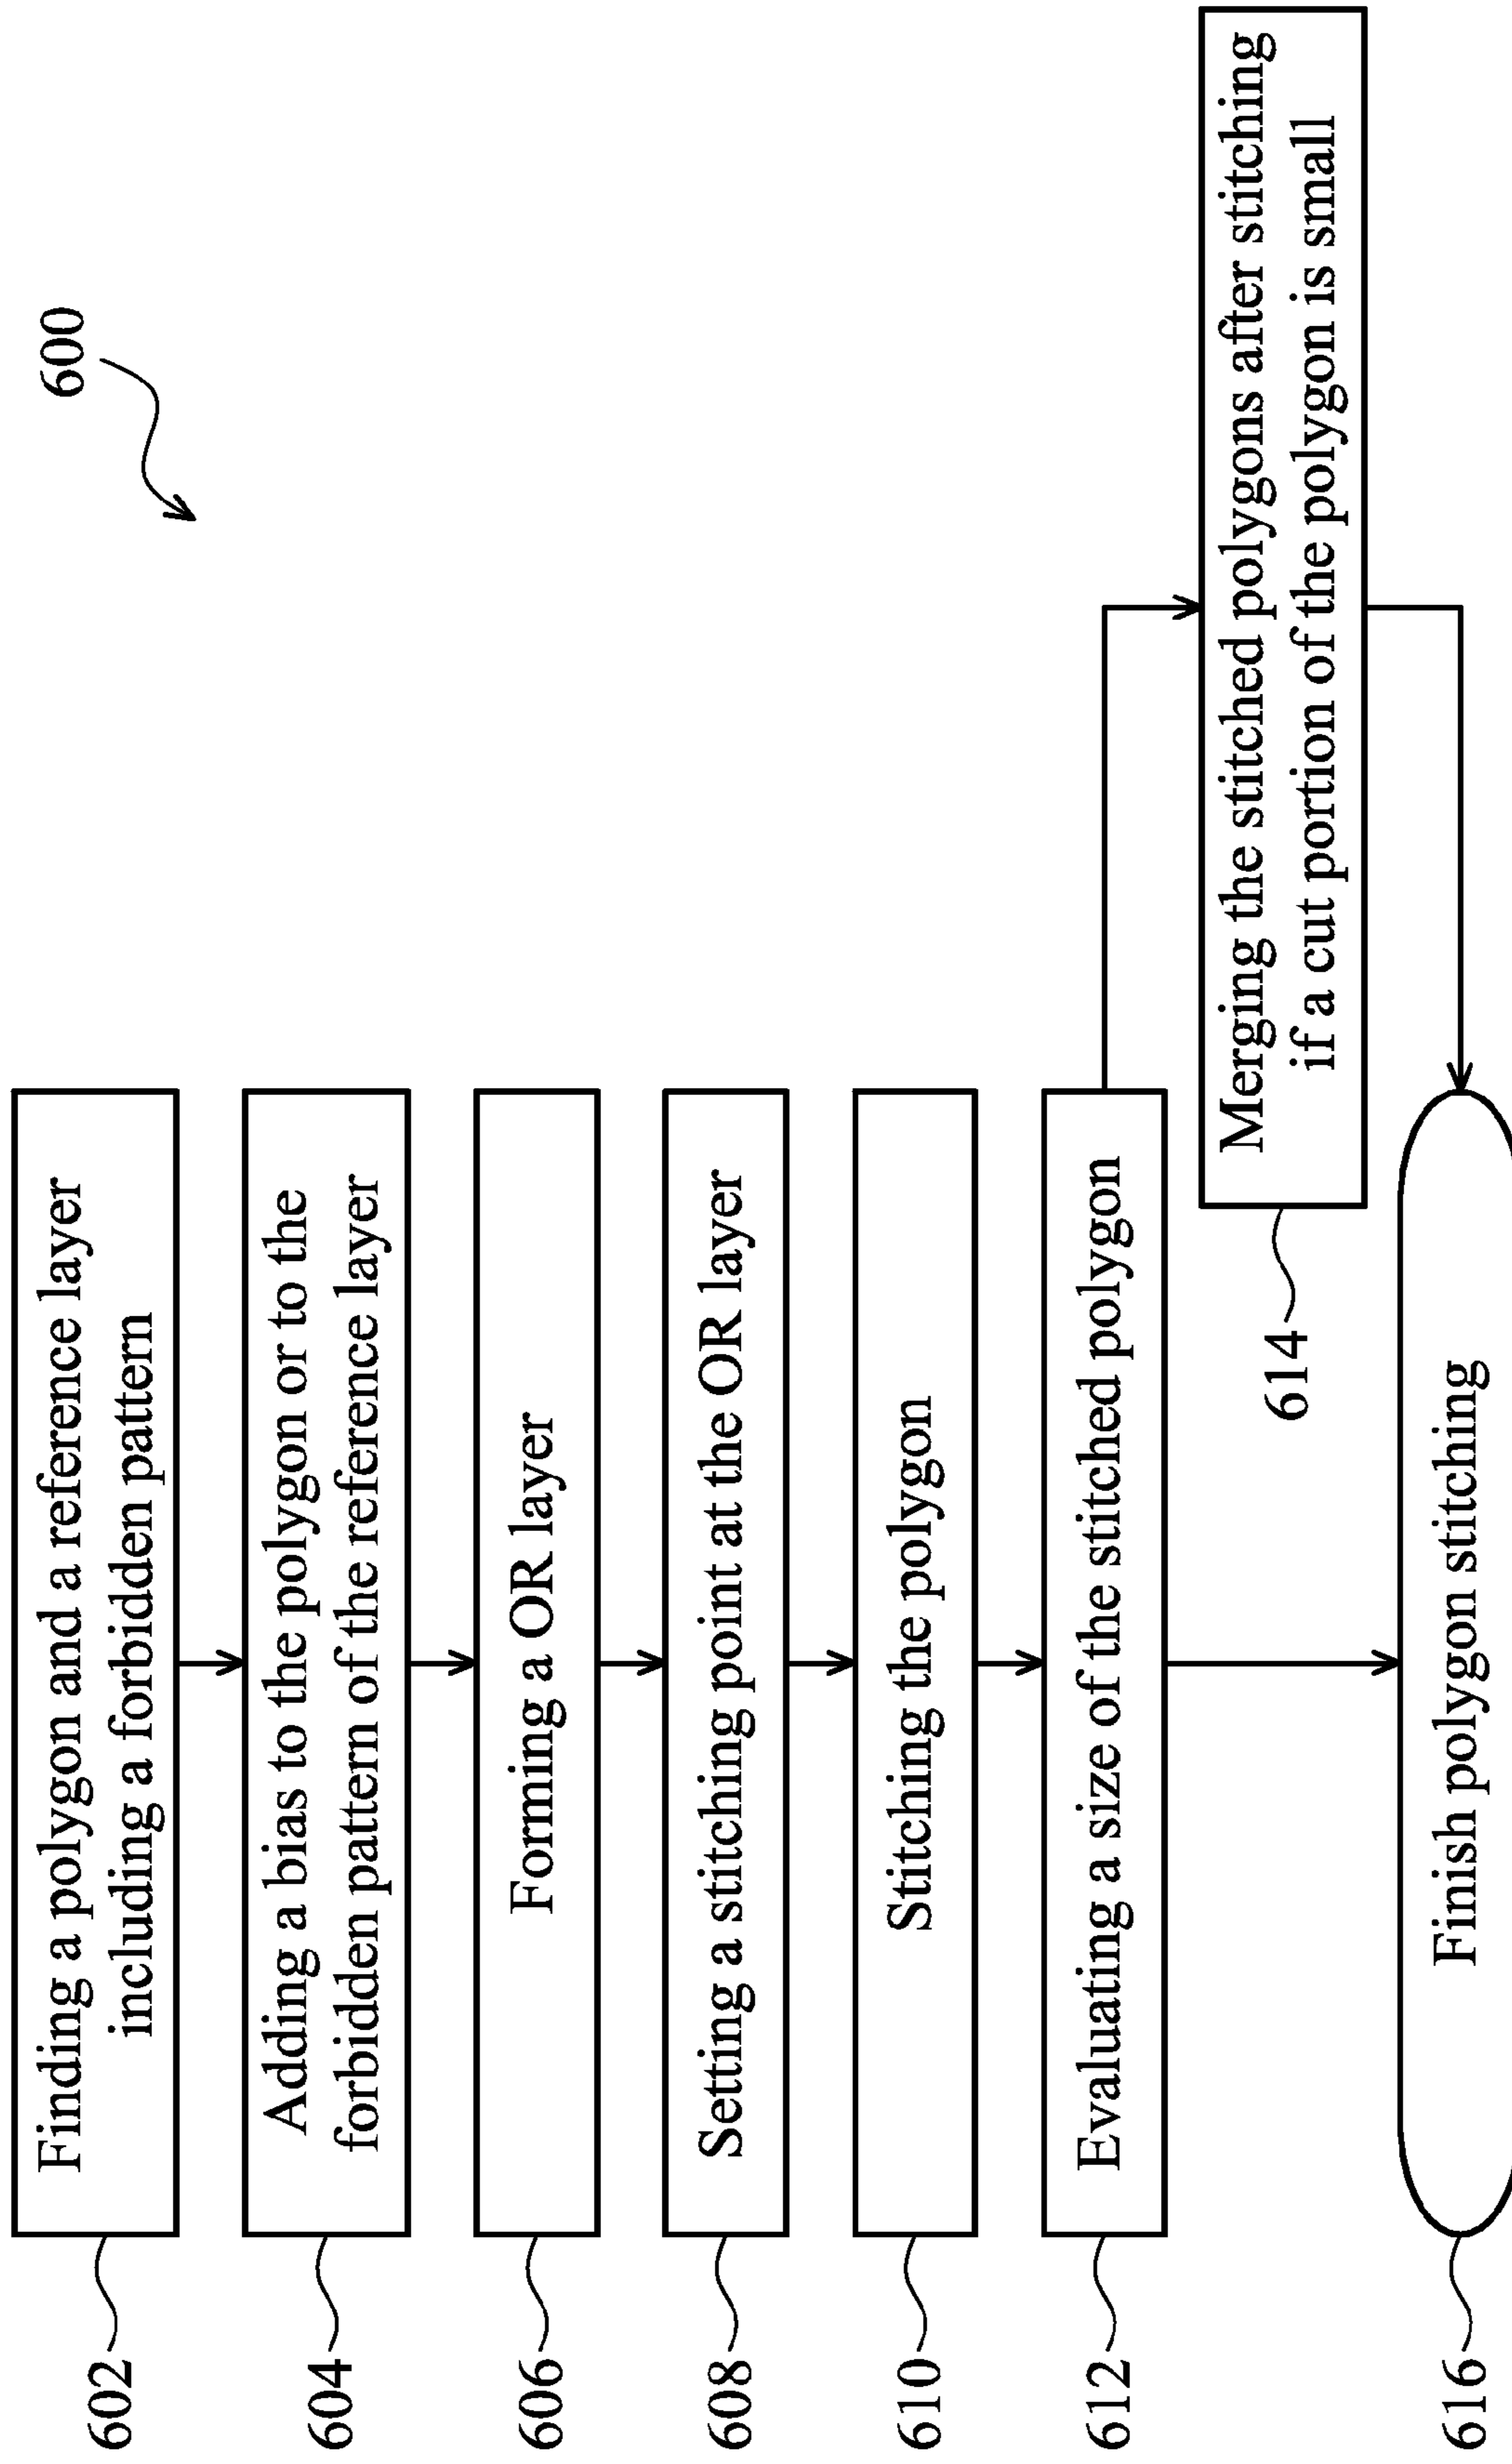 600
602
Finding a polygon and a reference layer
including a forbidden pattern
604
Adding a bias to the polygon or to the
forbidden pattern of the reference layer
606
Forming a OR layer
608
Setting a stitching point at the OR layer
610
Stitching the polygon
612
Evaluating a size of the stitched polygon
614
Merging the stitched polygons after stitching
if a cut portion of the polygon is small
616
Finish polygon stitching